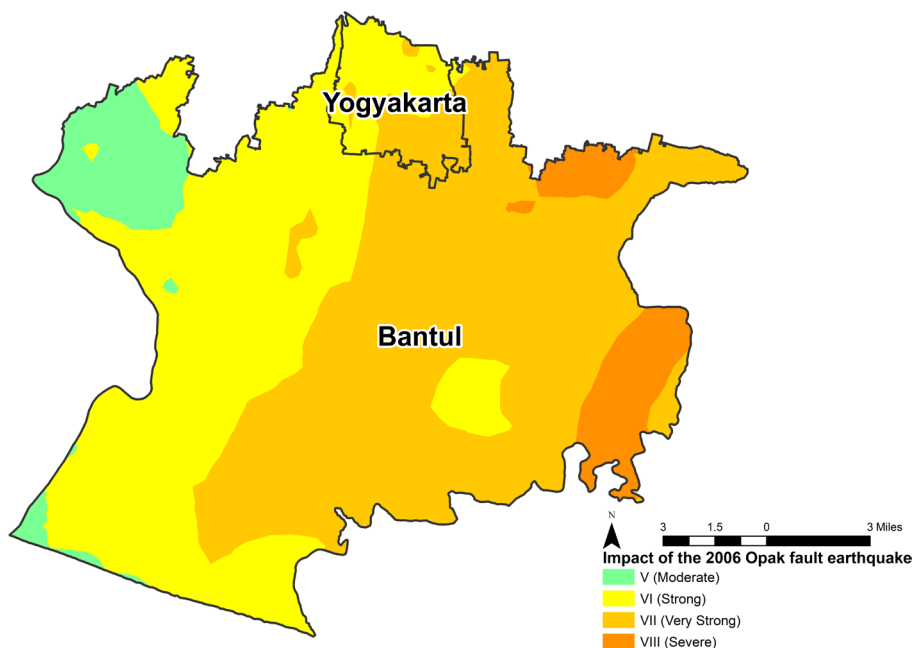 Yogyakarta
Bantul
N
3 1.5 0 3 Miles
Impact of the 2006 Opak fault earthquake
V (Moderate)
VI (Strong)
VII (Very Strong)
VIII (Severe)